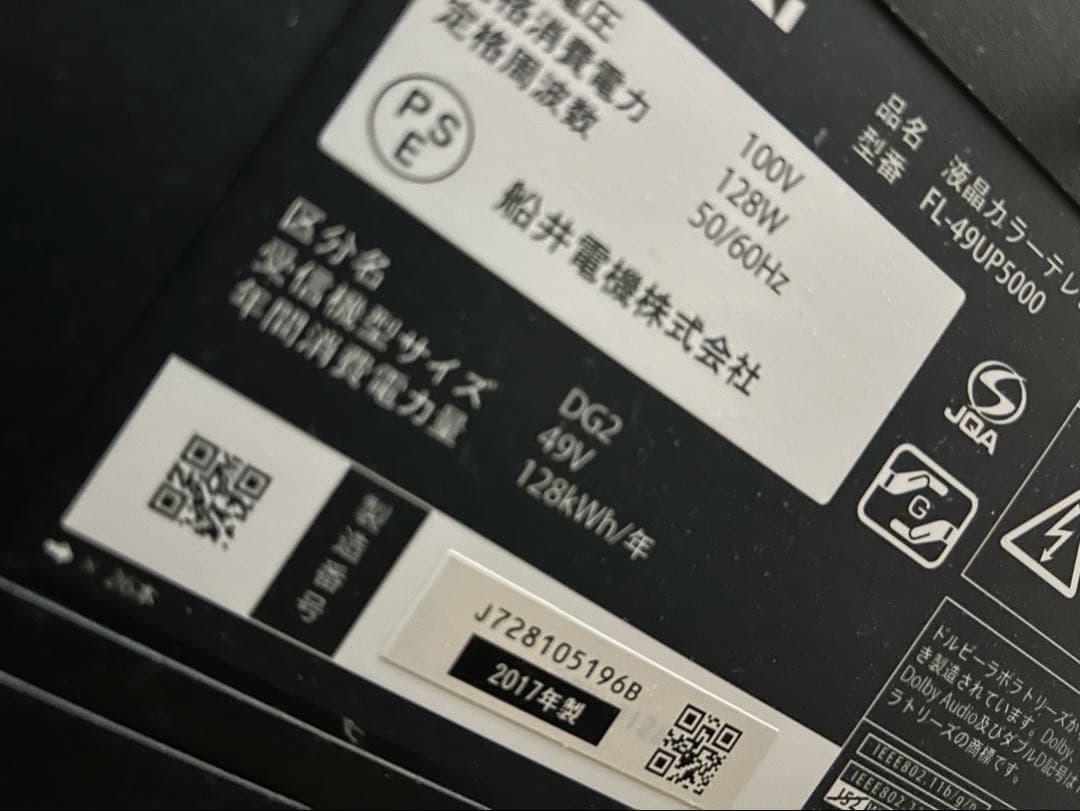 品名 液晶カラーテレ
型番 FL-49UP5000
電圧 100V
格消費電力 128W
定格周波数 50/60Hz
PSE
船井電機株式会社
区分名 DG2
受信機型サイズ 49V
年間消費電力量 128kWh/年
JQA
G
製造番号
J728105196B
2017年製
ドルビーラボラトリーズが
き製造されています。Dolby、
Dolby Audio及びダブルD記号は
ラトリーズの商標です。
IEEE802.11b/g/n
IEEE802.1
J52